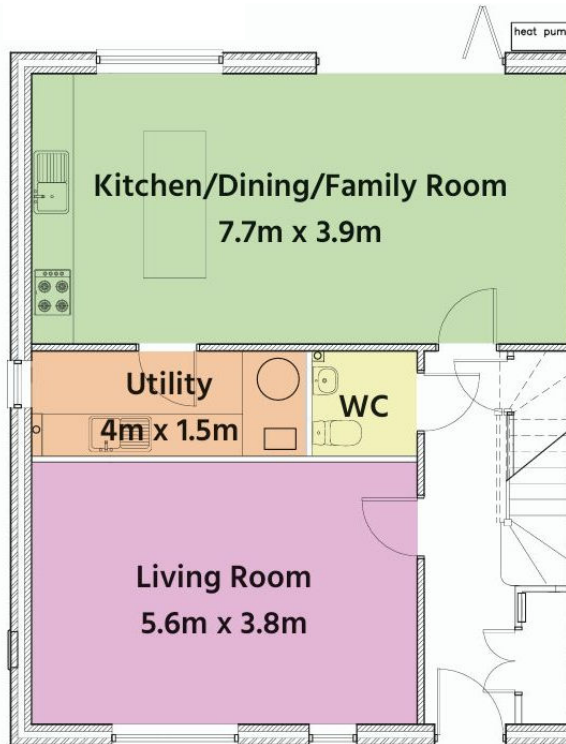 heat pum
Kitchen/Dining/Family Room
7.7m x 3.9m
Utility
4m x 1.5m
WC
Living Room
5.6m x 3.8m